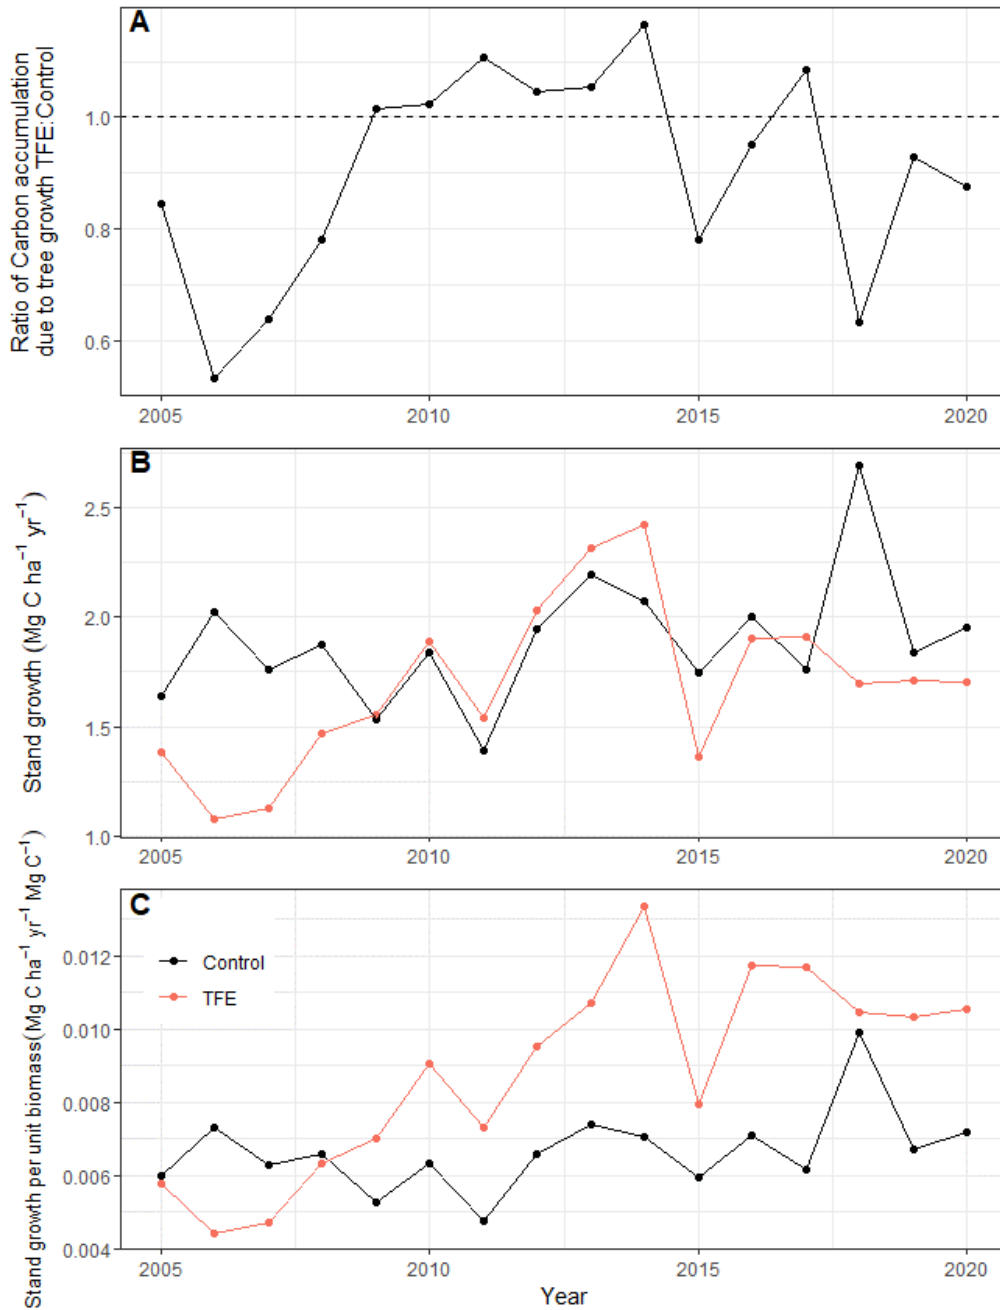 A
Ratio of Carbon accumulation
due to tree growth TFE:Control
1.0
0.8
0.6
2005
2010
2015
2020
B
Stand growth (Mg C ha⁻¹ yr⁻¹)
2.5
2.0
1.5
1.0
2005
2010
2015
2020
C
Stand growth per unit biomass(Mg C ha⁻¹ yr⁻¹ Mg C⁻¹)
0.012
0.010
0.008
0.006
0.004
Control
TFE
2005
2010
2015
2020
Year